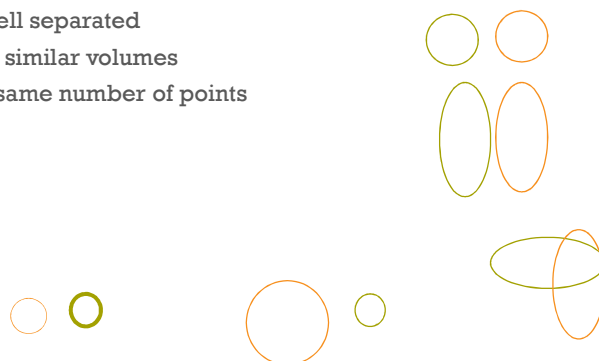 ell separated
similar volumes
same number of points